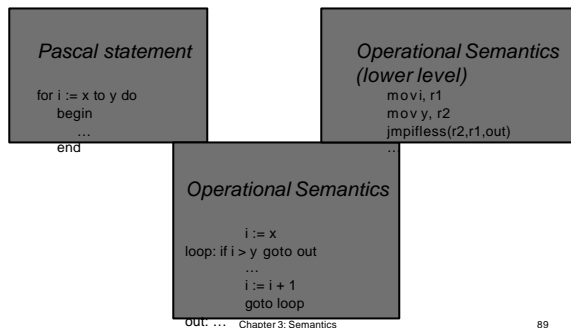 Pascal statement
for i := x to y do
begin
…
end
Operational Semantics
(lower level)
mov i, r1
mov y, r2
jmpifless(r2,r1,out)
…
Operational Semantics
i := x
loop: if i > y goto out
…
i := i + 1
goto loop
out: …
Chapter 3: Semantics
89